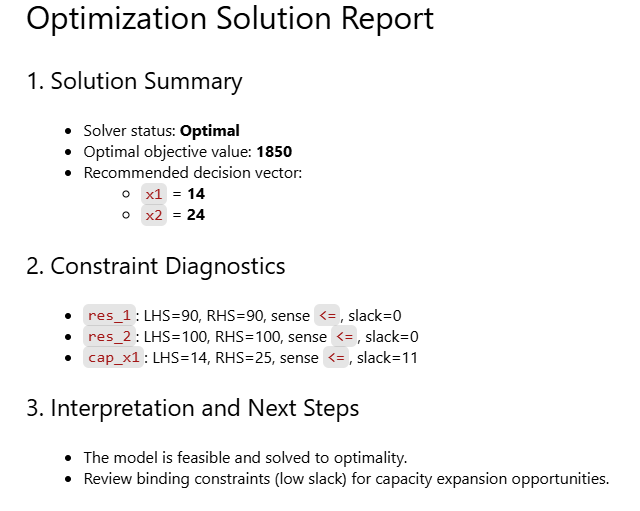 Optimization Solution Report
1. Solution Summary
• Solver status: Optimal
• Optimal objective value: 1850
• Recommended decision vector:
○ x1 = 14
○ x2 = 24
2. Constraint Diagnostics
• res_1: LHS=90, RHS=90, sense <=, slack=0
• res_2: LHS=100, RHS=100, sense <=, slack=0
• cap_x1: LHS=14, RHS=25, sense <=, slack=11
3. Interpretation and Next Steps
• The model is feasible and solved to optimality.
• Review binding constraints (low slack) for capacity expansion opportunities.